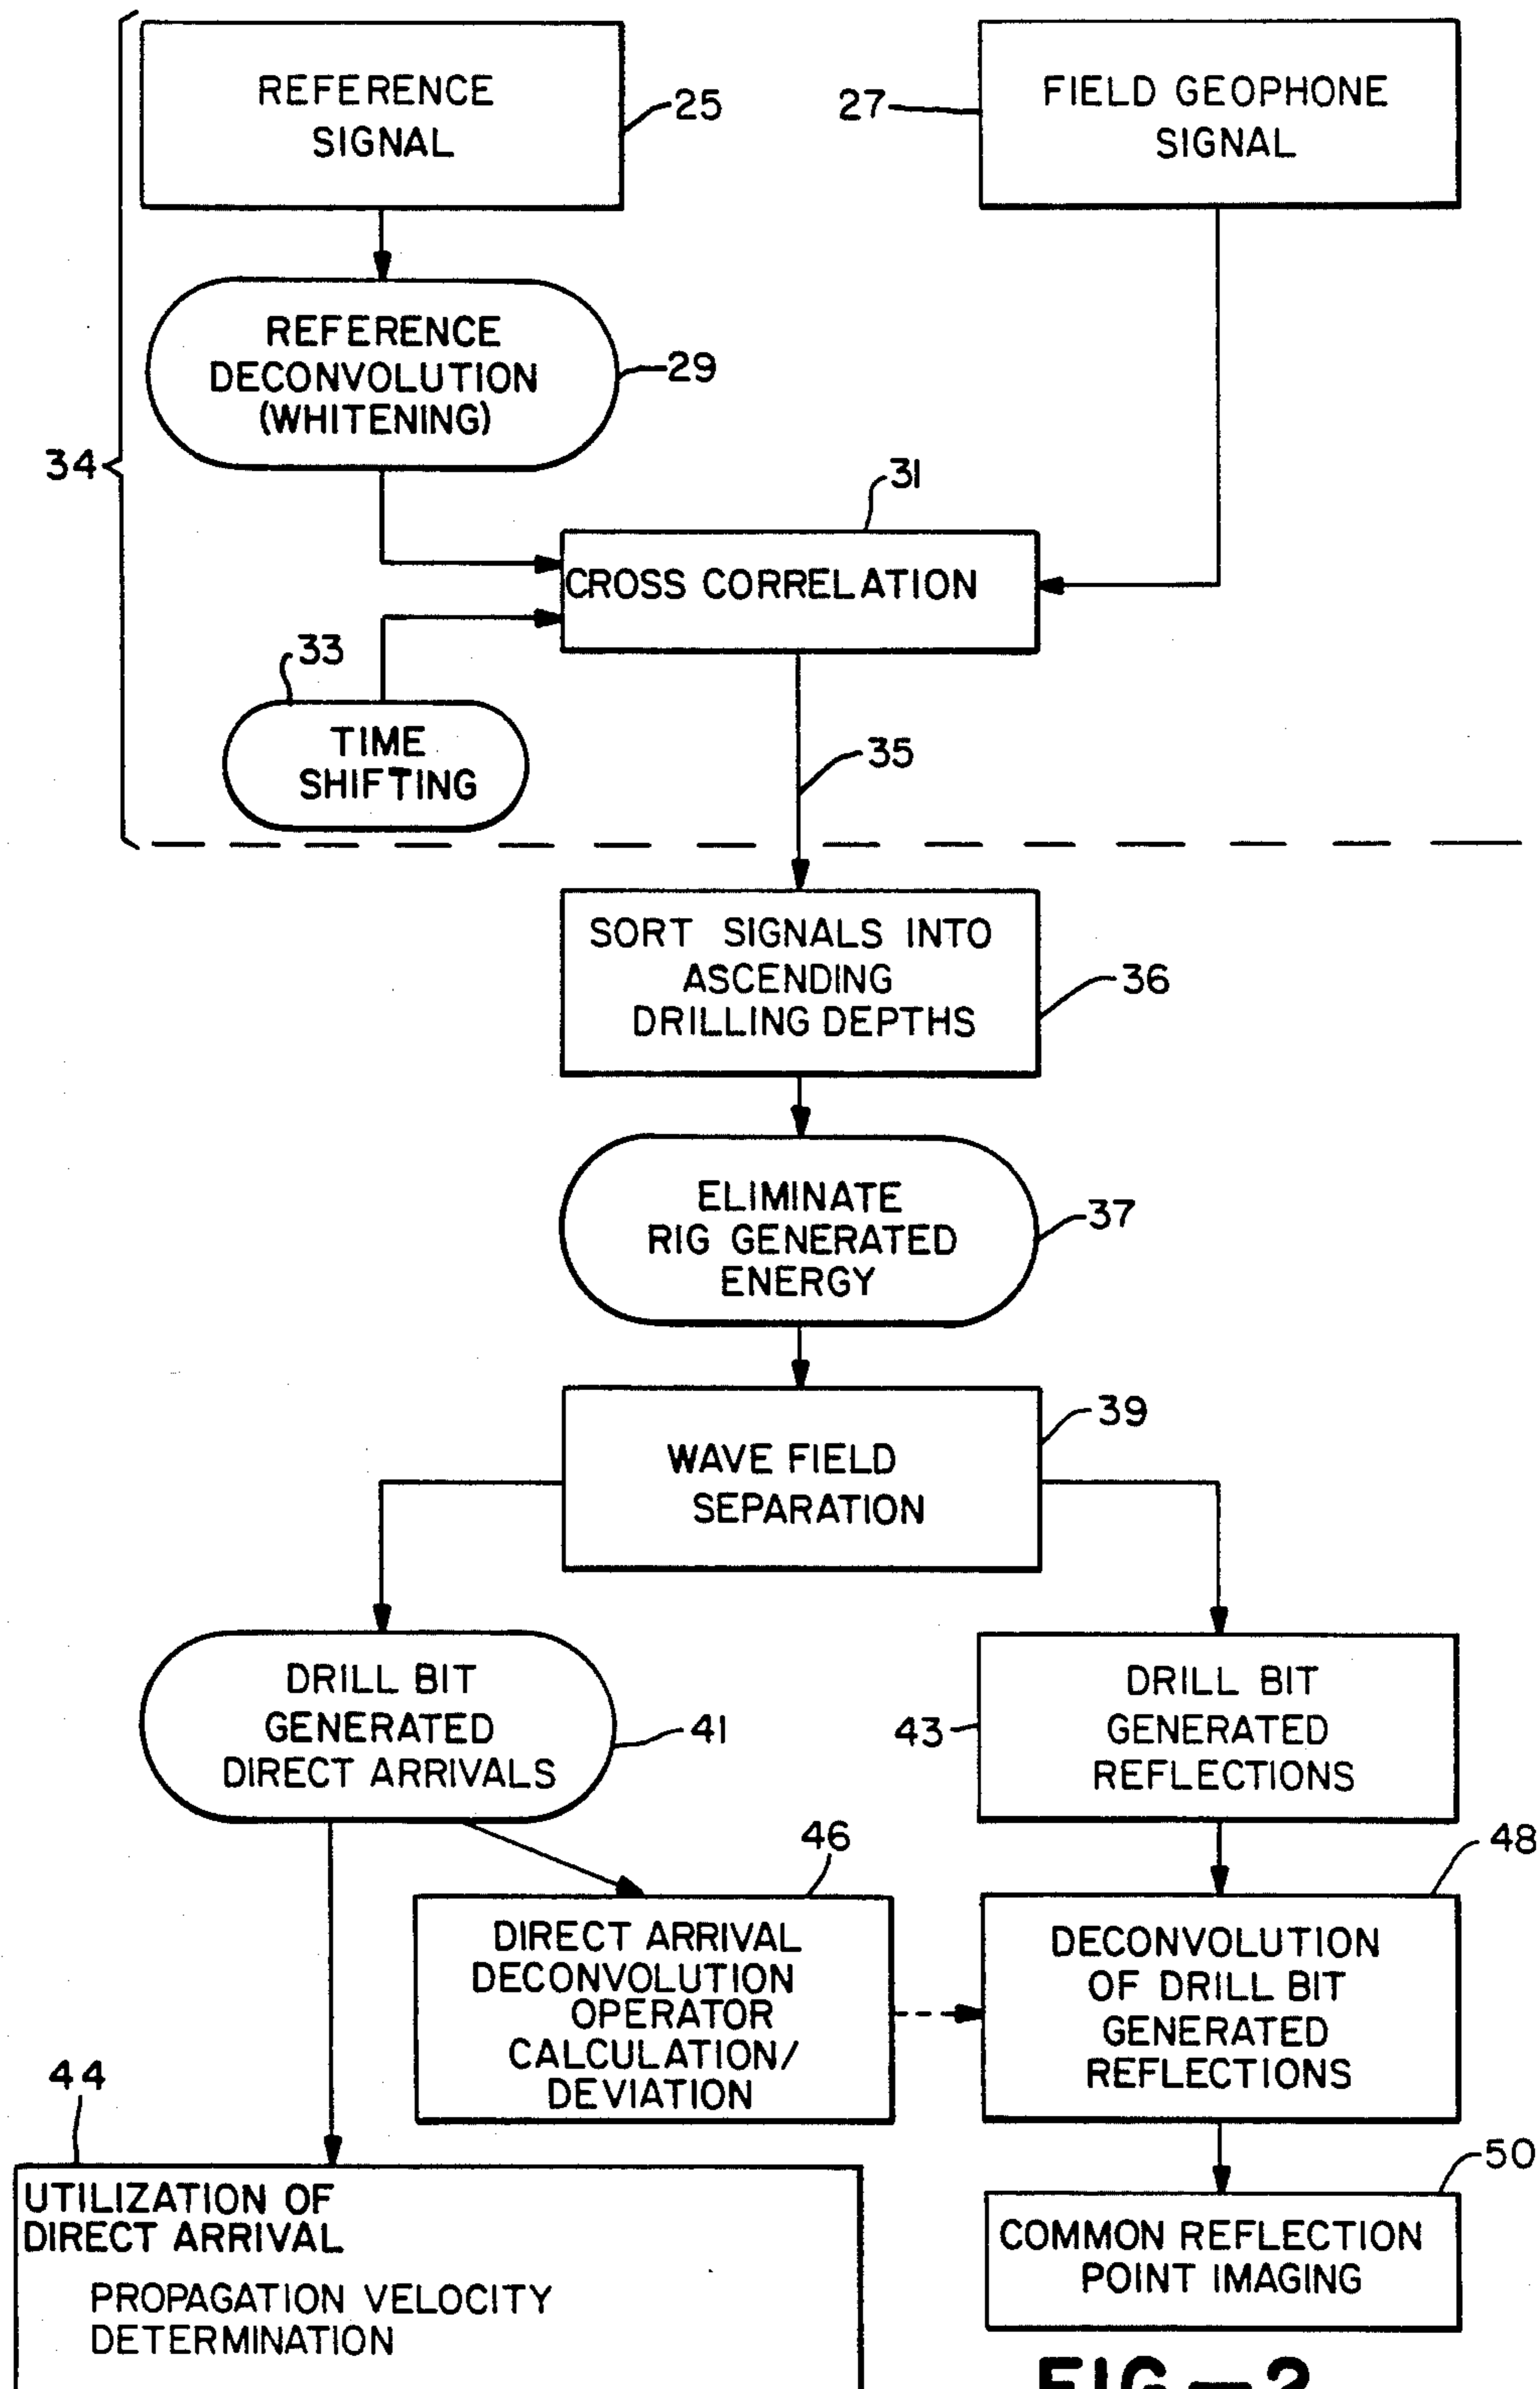 REFERENCE
SIGNAL
25
27
FIELD GEOPHONE
SIGNAL
REFERENCE
DECONVOLUTION
(WHITENING)
29
34
31
CROSS CORRELATION
33
TIME
SHIFTING
35
SORT SIGNALS INTO
ASCENDING
DRILLING DEPTHS
36
ELIMINATE
RIG GENERATED
ENERGY
37
39
WAVE FIELD
SEPARATION
DRILL BIT
GENERATED
DIRECT ARRIVALS
41
43
DRILL BIT
GENERATED
REFLECTIONS
46
48
DIRECT ARRIVAL
DECONVOLUTION
OPERATOR
CALCULATION/
DEVIATION
DECONVOLUTION
OF DRILL BIT
GENERATED
REFLECTIONS
44
50
UTILIZATION OF
DIRECT ARRIVAL
PROPAGATION VELOCITY
DETERMINATION
COMMON REFLECTION
POINT IMAGING
FIG-2